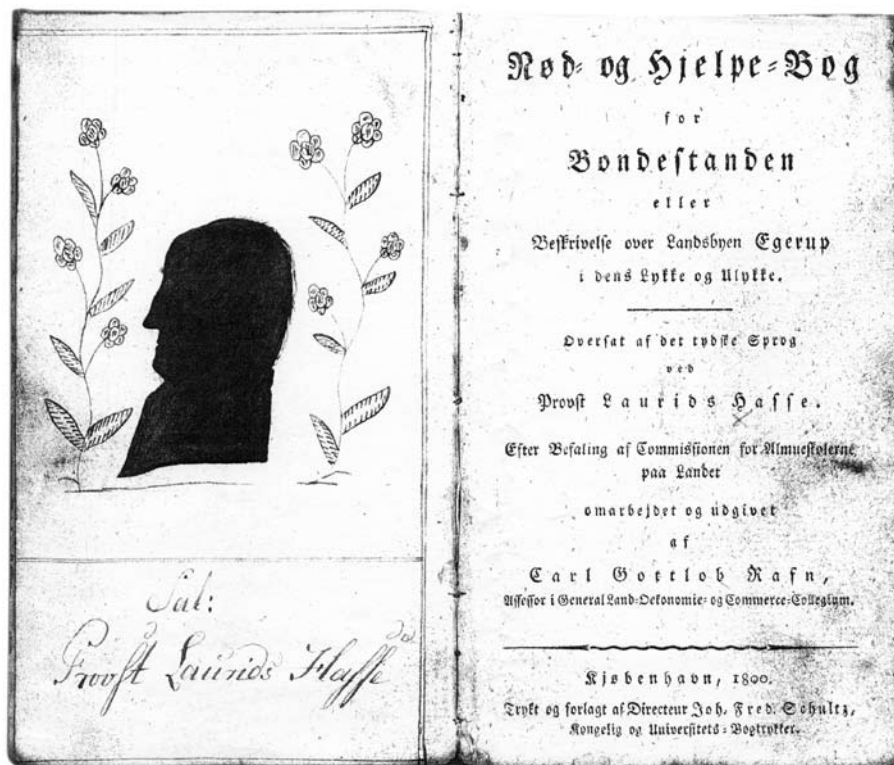 Sal:
Provst Laurids Hasse
Nød- og Hjelpe-Bog
for
Bondestanden
eller
Beskrivelse over Landsbyen Egerup
i dens Lykke og Ulykke.
Oversat af det tydske Sprog
ved
Provst Laurids Hasse.
Efter Befaling af Commissionen for Almueskolerne
paa Landet
omarbejdet og udgivet
af
Carl Gottlob Rafn,
Assessor i General Land-Oekonomie- og Commerce-Collegium.
Kjøbenhavn, 1800.
Trykt og forlagt af Directeur Joh. Fred. Schultz,
Kongelig og Universitets-Bogtrykker.